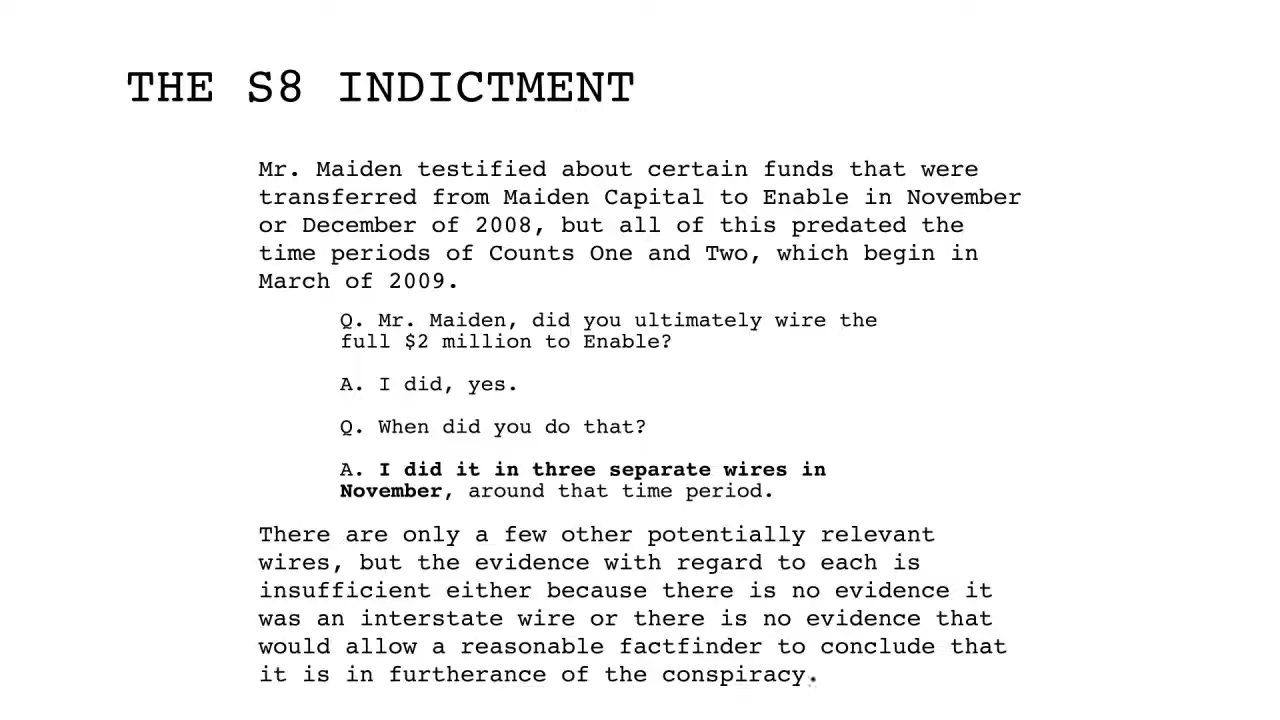 THE S8 INDICTMENT
Mr. Maiden testified about certain funds that were
transferred from Maiden Capital to Enable in November
or December of 2008, but all of this predated the
time periods of Counts One and Two, which begin in
March of 2009.
Q. Mr. Maiden, did you ultimately wire the
full $2 million to Enable?
A. I did, yes.
Q. When did you do that?
A. I did it in three separate wires in
November, around that time period.
There are only a few other potentially relevant
wires, but the evidence with regard to each is
insufficient either because there is no evidence it
was an interstate wire or there is no evidence that
would allow a reasonable factfinder to conclude that
it is in furtherance of the conspiracy.